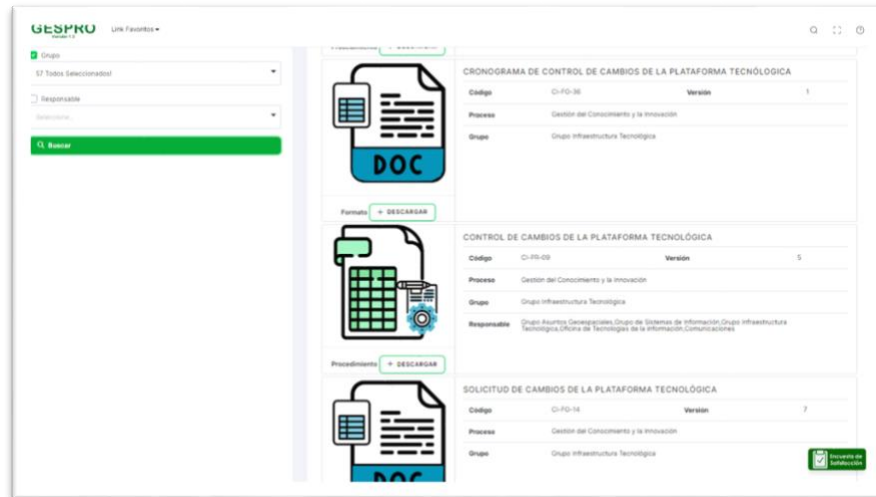 GESPRO
Link Favoritos
Grupo
57 Todos Seleccionados!
Responsable
Seleccione...
Buscar
Procedimiento + DESCARGAR
CRONOGRAMA DE CONTROL DE CAMBIOS DE LA PLATAFORMA TECNÓLOGICA
Código CI-FO-36 Versión 1
Proceso Gestión del Conocimiento y la Innovación
Grupo Grupo Infraestructura Tecnológica
DOC
Formato + DESCARGAR
CONTROL DE CAMBIOS DE LA PLATAFORMA TECNOLÓGICA
Código CI-PR-09 Versión 5
Proceso Gestión del Conocimiento y la Innovación
Grupo Grupo Infraestructura Tecnológica
Responsable Grupo Asuntos Geoespaciales,Grupo de Sistemas de Información,Grupo Infraestructura
Tecnológica,Oficina de Tecnologías de la Información,Comunicaciones
Procedimiento + DESCARGAR
SOLICITUD DE CAMBIOS DE LA PLATAFORMA TECNOLÓGICA
Código CI-FO-14 Versión 7
Proceso Gestión del Conocimiento y la Innovación
Grupo Grupo Infraestructura Tecnológica
DOC
Encuesta de
Satisfacción